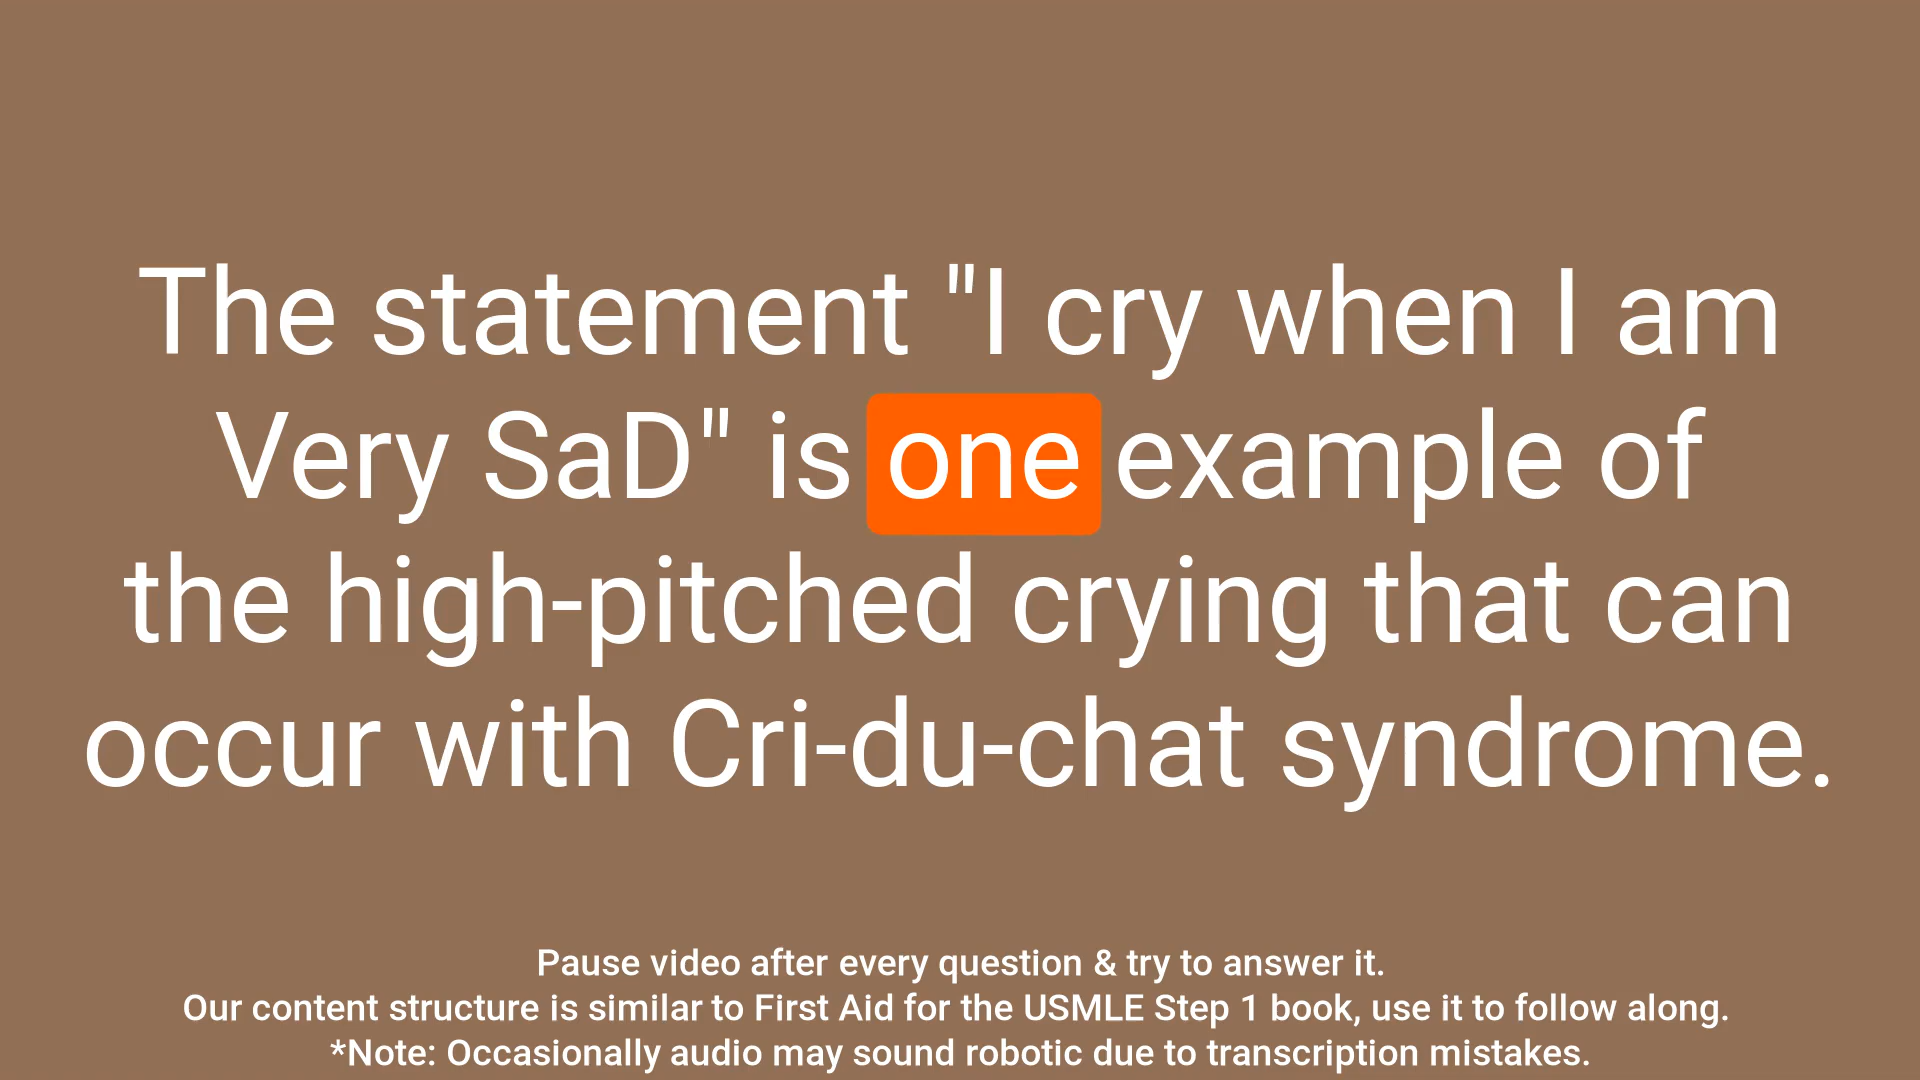 The statement "I cry when I am
Very SaD" is one example of
the high-pitched crying that can
occur with Cri-du-chat syndrome.
Pause video after every question & try to answer it.
Our content structure is similar to First Aid for the USMLE Step 1 book, use it to follow along.
*Note: Occasionally audio may sound robotic due to transcription mistakes.